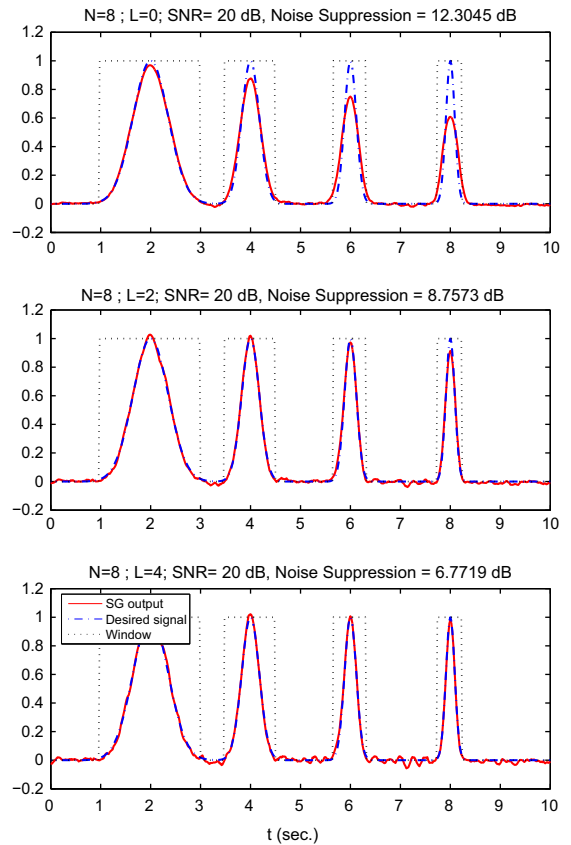 N=8 ; L=0; SNR= 20 dB, Noise Suppression = 12.3045 dB
1.2
1
0.8
0.6
0.4
0.2
0
−0.2
0 1 2 3 4 5 6 7 8 9 10
N=8 ; L=2; SNR= 20 dB, Noise Suppression = 8.7573 dB
1.2
1
0.8
0.6
0.4
0.2
0
−0.2
0 1 2 3 4 5 6 7 8 9 10
N=8 ; L=4; SNR= 20 dB, Noise Suppression = 6.7719 dB
1.2
1
0.8
0.6
0.4
0.2
0
−0.2
SG output
Desired signal
Window
0 1 2 3 4 5 6 7 8 9 10
t (sec.)